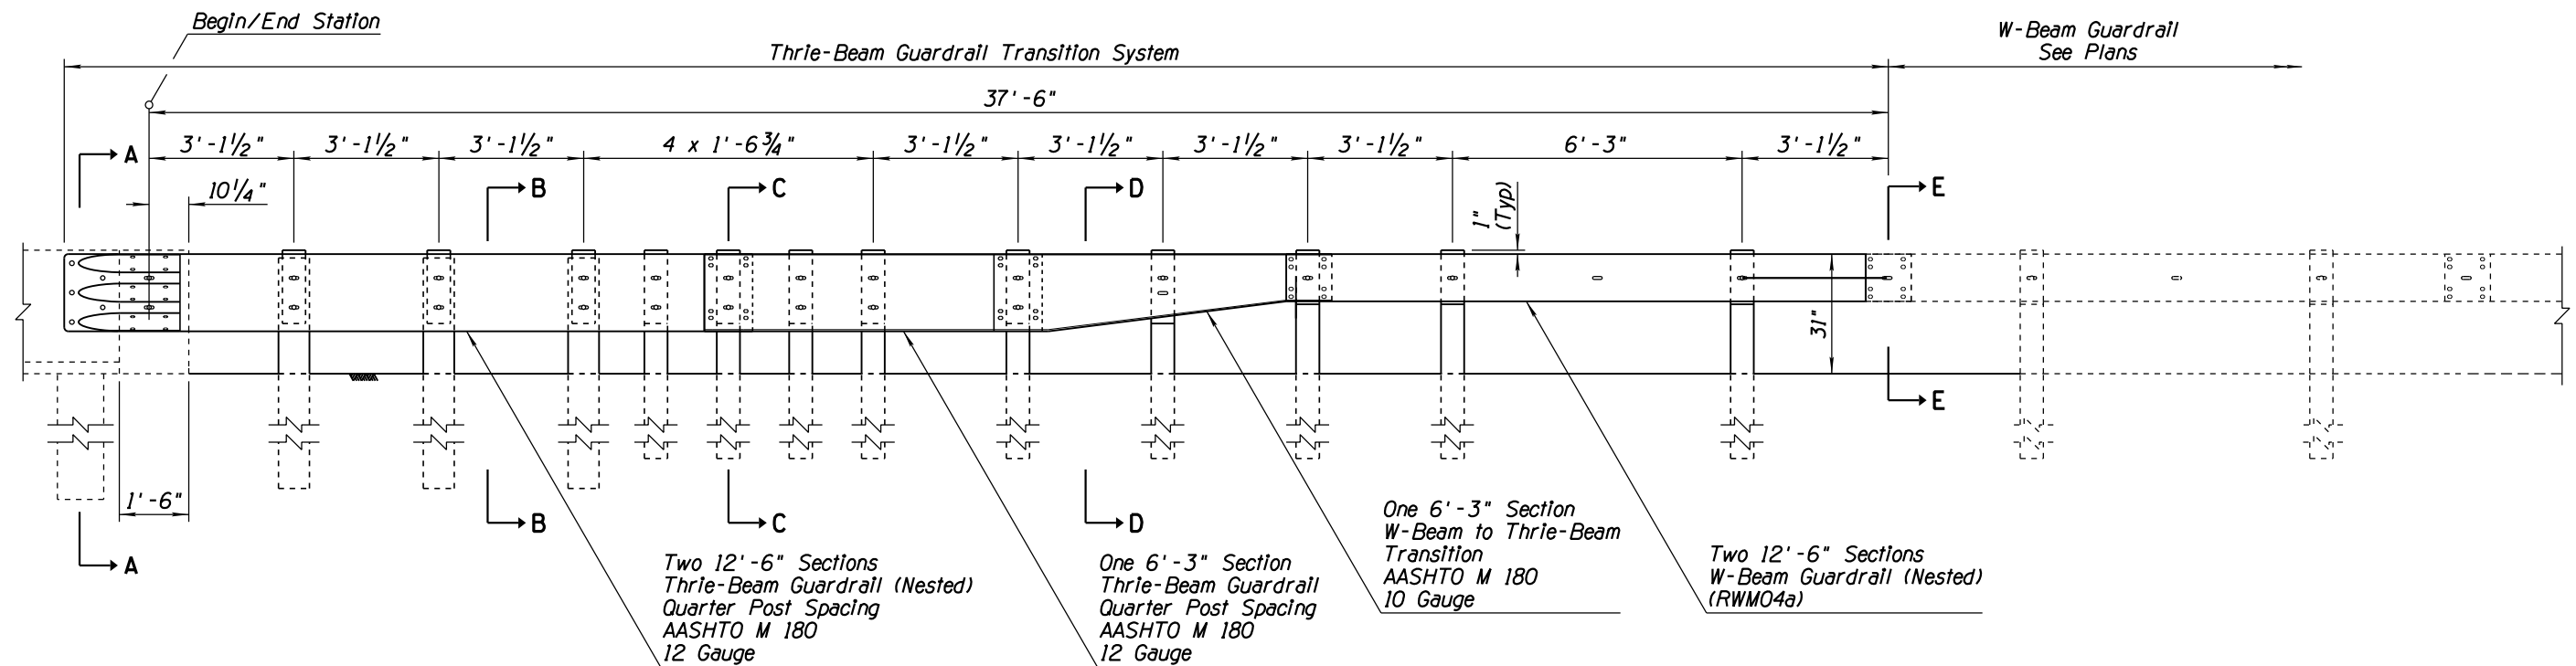 Begin/End Station
W-Beam Guardrail
See Plans
Thrie-Beam Guardrail Transition System
37'-6"
3'-1½"
3'-1½"
3'-1½"
4 x 1'-6¾"
3'-1½"
3'-1½"
3'-1½"
3'-1½"
6'-3"
3'-1½"
A
B
C
D
E
10¼"
1"
(Typ)
31"
E
1'-6"
A
B
C
D
Two 12'-6" Sections
Thrie-Beam Guardrail (Nested)
Quarter Post Spacing
AASHTO M 180
12 Gauge
One 6'-3" Section
Thrie-Beam Guardrail
Quarter Post Spacing
AASHTO M 180
12 Gauge
One 6'-3" Section
W-Beam to Thrie-Beam
Transition
AASHTO M 180
10 Gauge
Two 12'-6" Sections
W-Beam Guardrail (Nested)
(RWM04a)